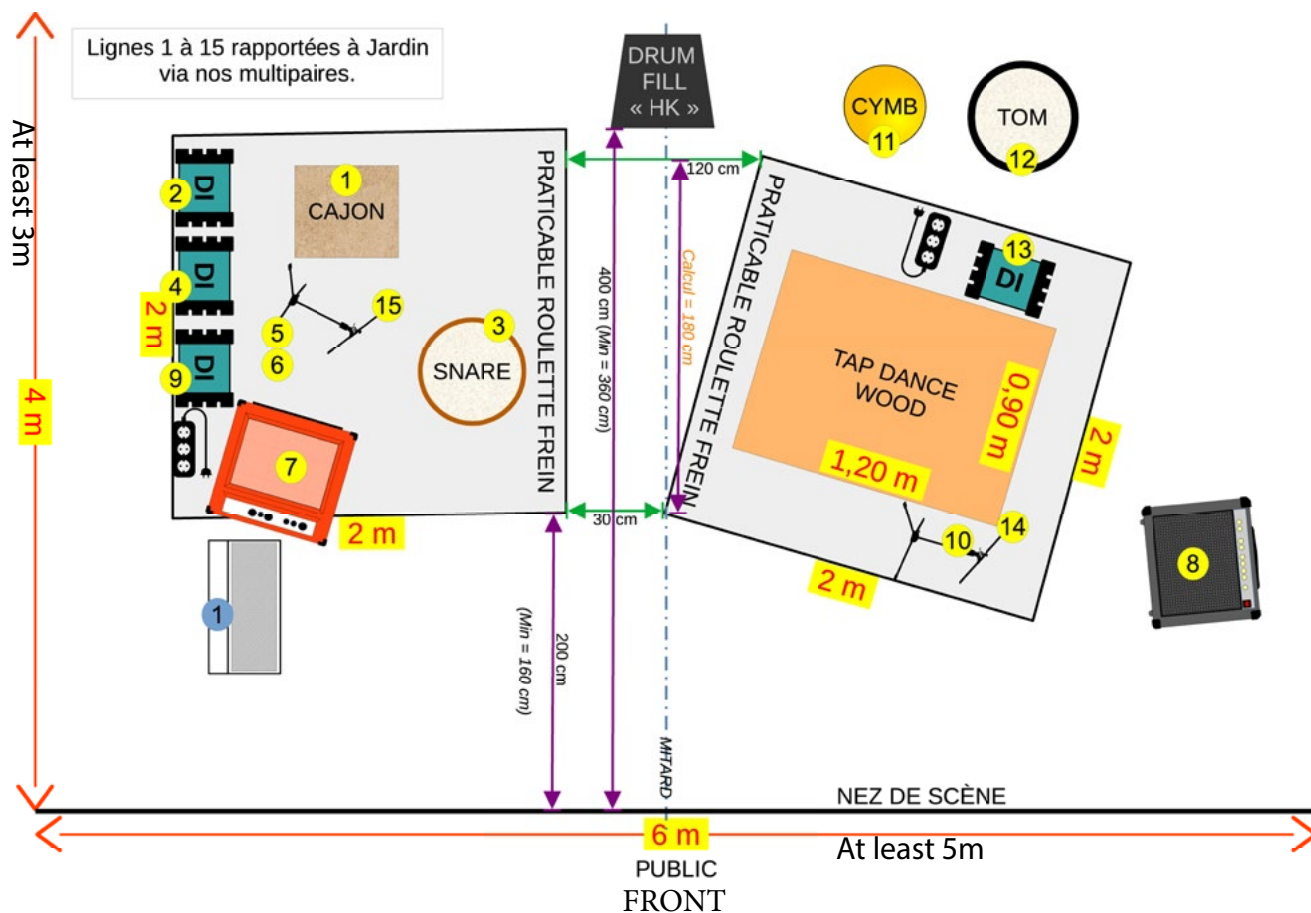 Lignes 1 à 15 rapportées à Jardin
via nos multipaires.
At least 3m
4 m
DRUM
FILL
« HK »
CYMB
11
TOM
12
120 cm
2
DI
1
CAJON
4
DI
2 m
9
DI
5
6
15
3
SNARE
7
2 m
1
PRATICABLE ROULETTE FREIN
400 cm (Min = 360 cm)
Calcul = 180 cm
30 cm
200 cm
(Min = 160 cm)
MITARD
PRATICABLE ROULETTE FREIN
13
DI
TAP DANCE
WOOD
0,90 m
1,20 m
2 m
10
14
2 m
8
NEZ DE SCÈNE
6 m
At least 5m
PUBLIC
FRONT